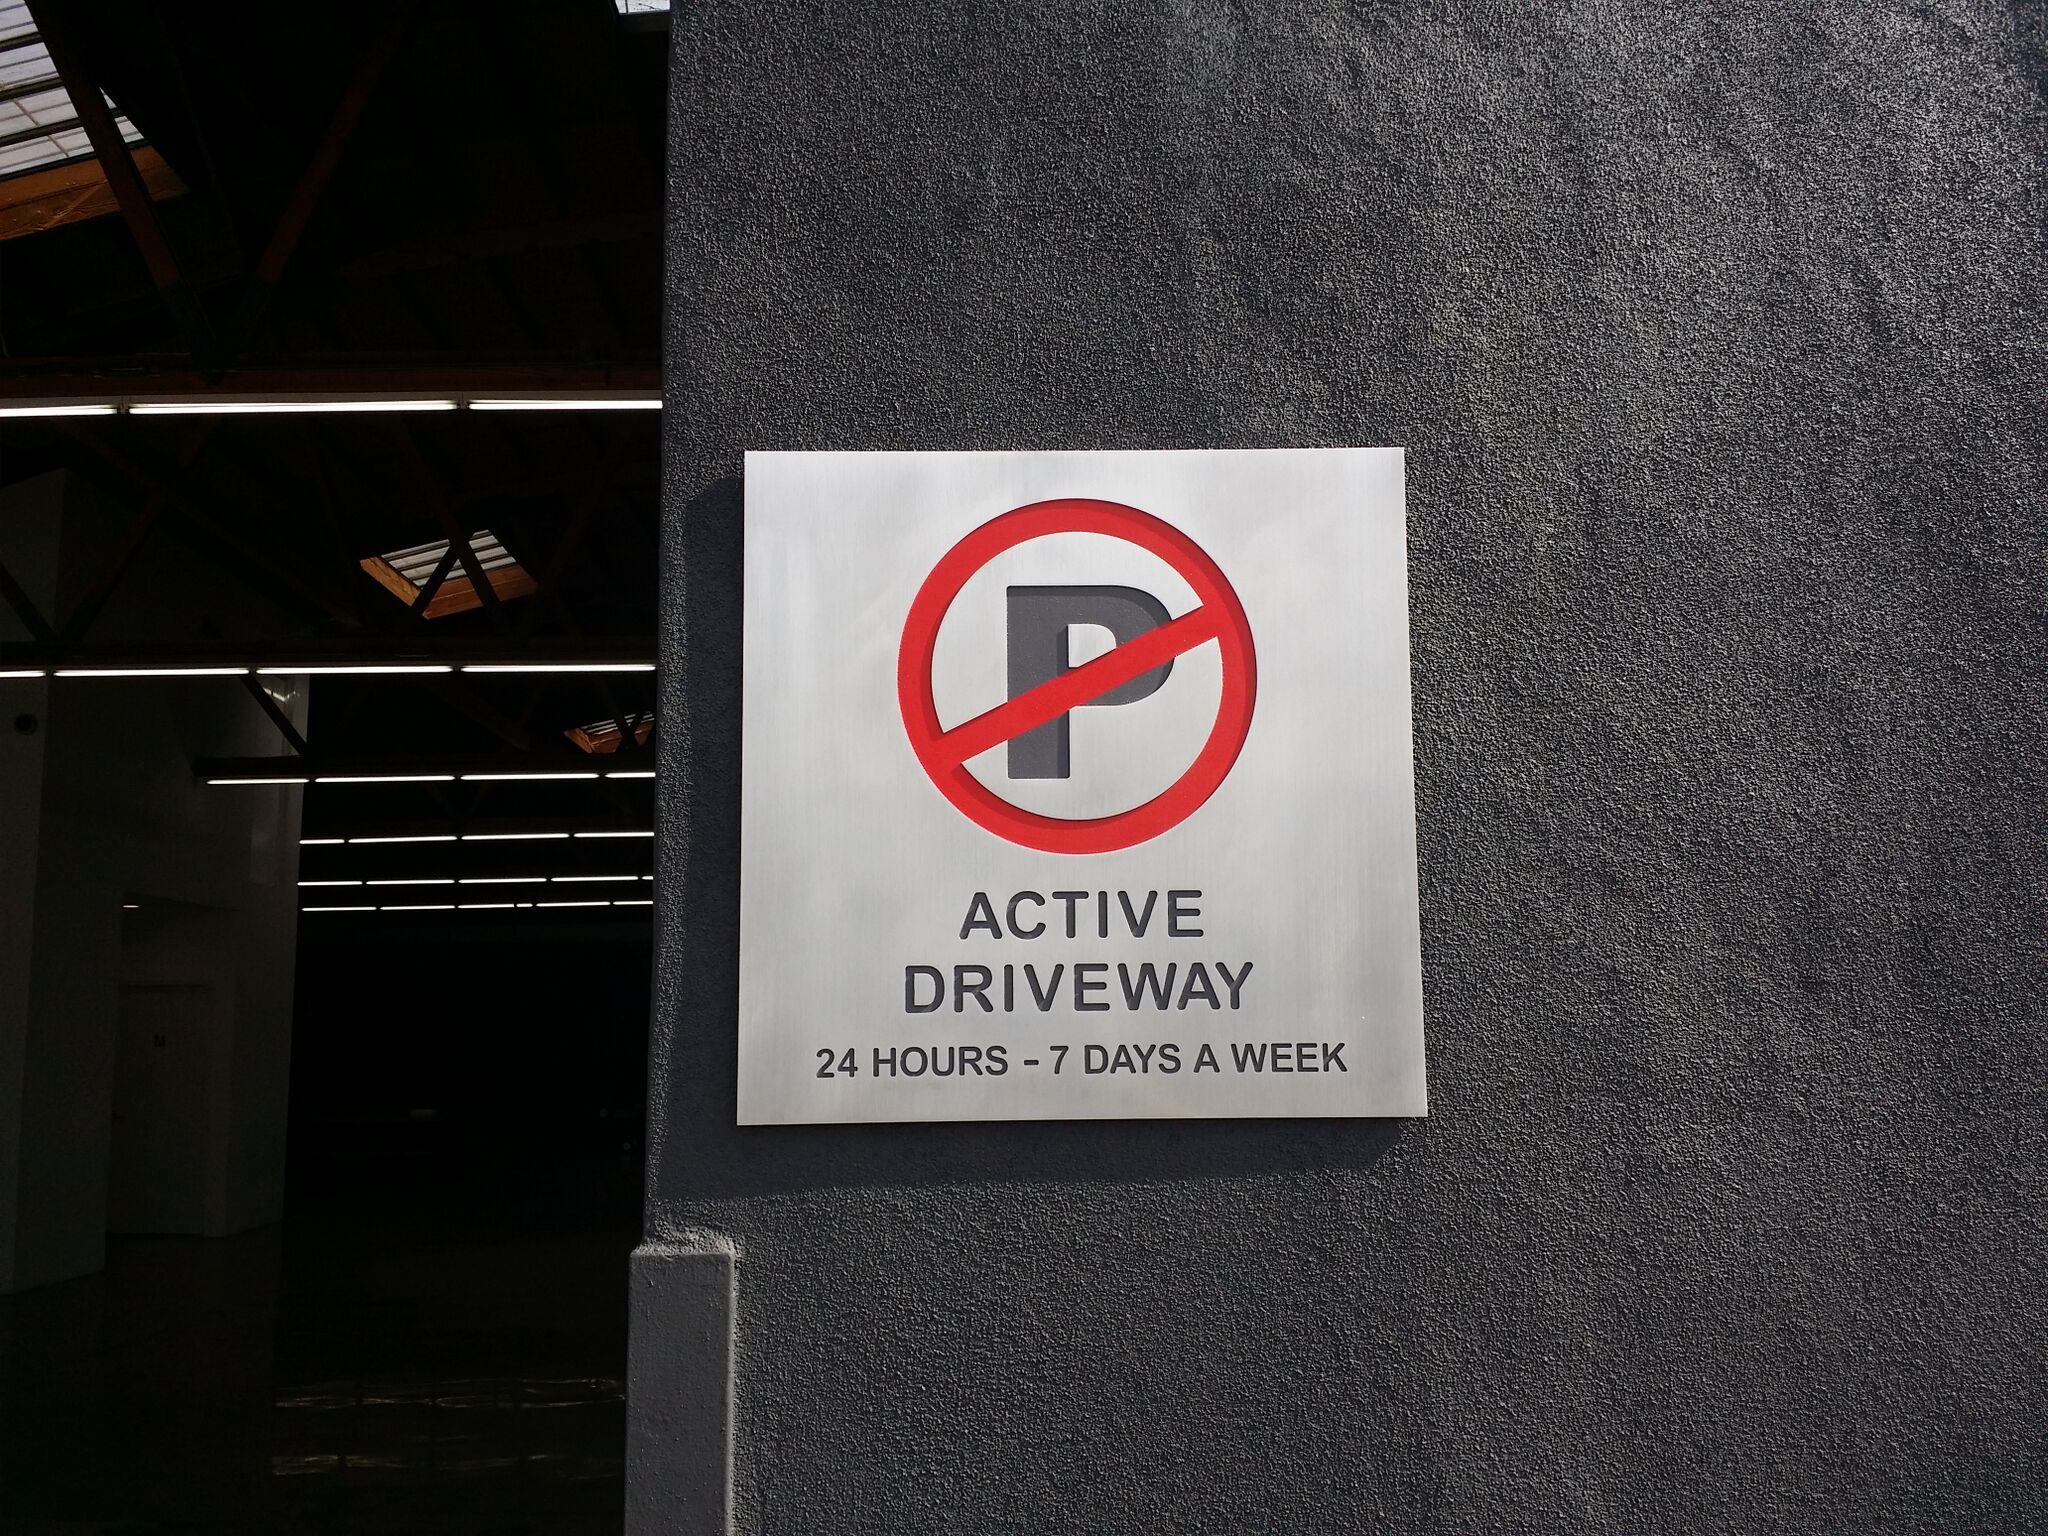 P
ACTIVE
DRIVEWAY
24 HOURS - 7 DAYS A WEEK